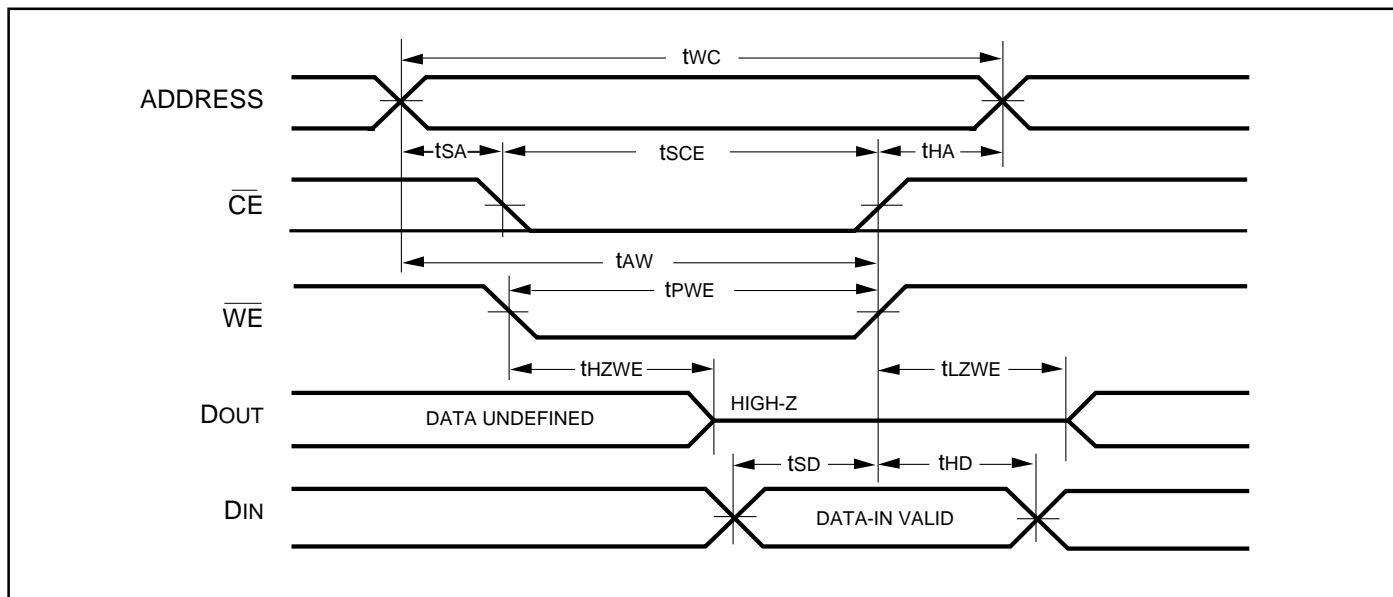 tWC
ADDRESS
tSA
tSCE
tHA
CE
tAW
tPWE
WE
tHZWE
tLZWE
DOUT
DATA UNDEFINED
HIGH-Z
tSD
tHD
DIN
DATA-IN VALID